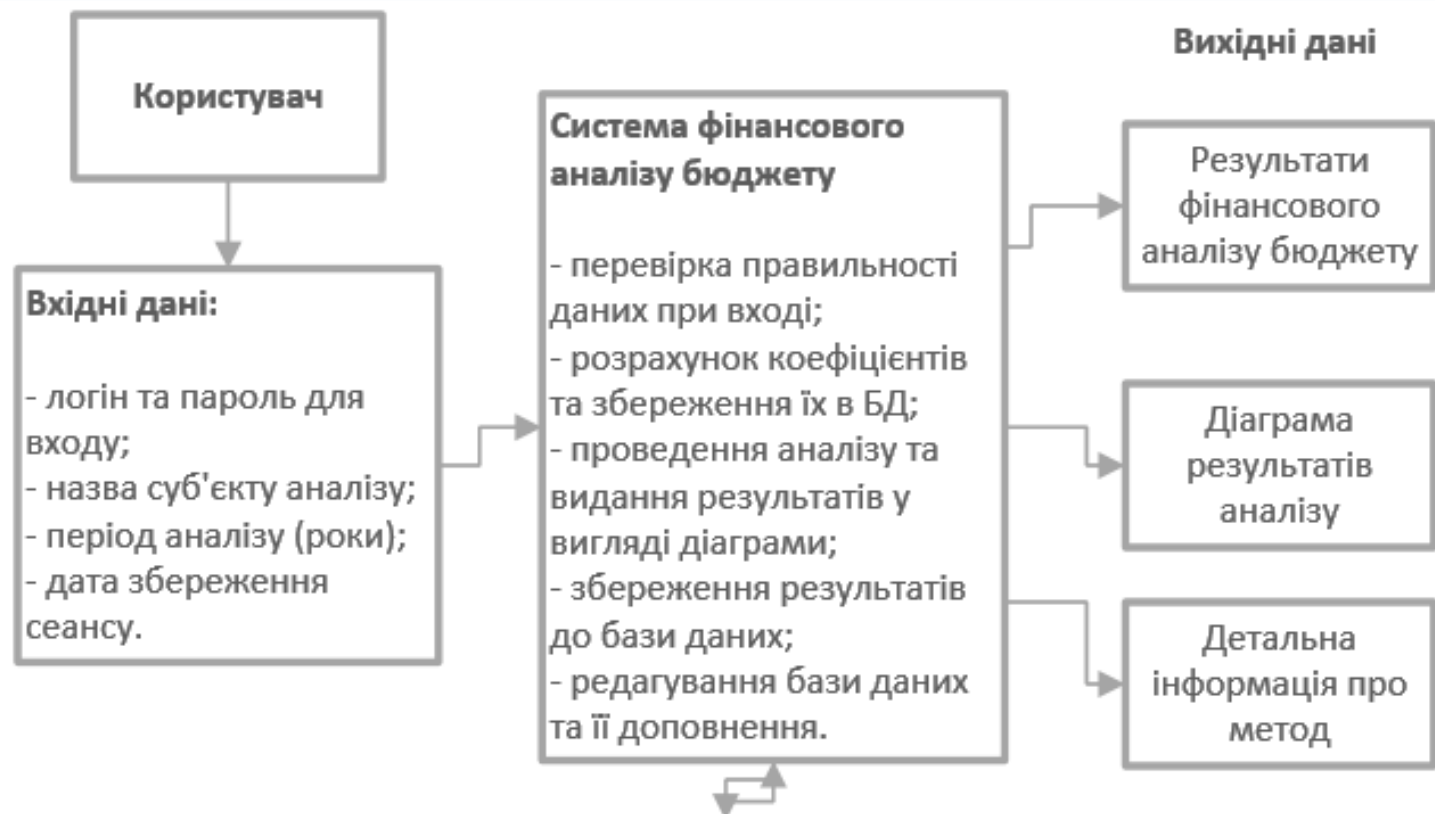 Користувач
Вхідні дані:
- логін та пароль для
входу;
- назва суб'єкту аналізу;
- період аналізу (роки);
- дата збереження
сеансу.
Система фінансового
аналізу бюджету
- перевірка правильності
даних при вході;
- розрахунок коефіцієнтів
та збереження їх в БД;
- проведення аналізу та
видання результатів у
вигляді діаграми;
- збереження результатів
до бази даних;
- редагування бази даних
та її доповнення.
Вихідні дані
Результати
фінансового
аналізу бюджету
Діаграма
результатів
аналізу
Детальна
інформація про
метод